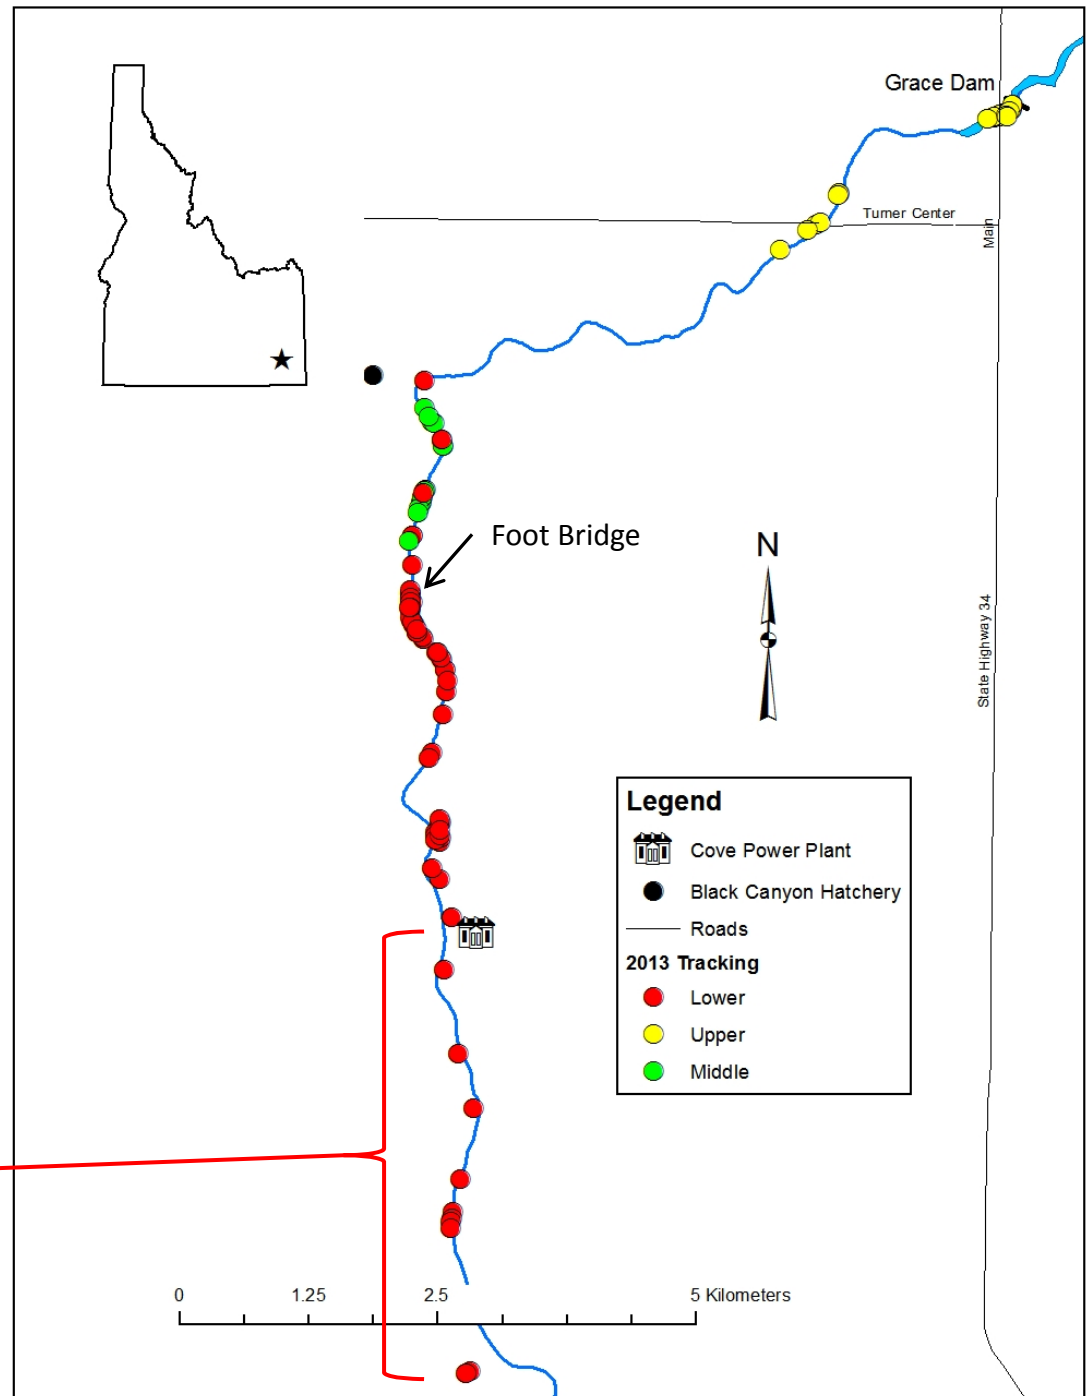 Grace Dam
Turner Center
Main
Foot Bridge
N
State Highway 34
Legend
Cove Power Plant
Black Canyon Hatchery
Roads
2013 Tracking
Lower
Upper
Middle
0 1.25 2.5 5 Kilometers